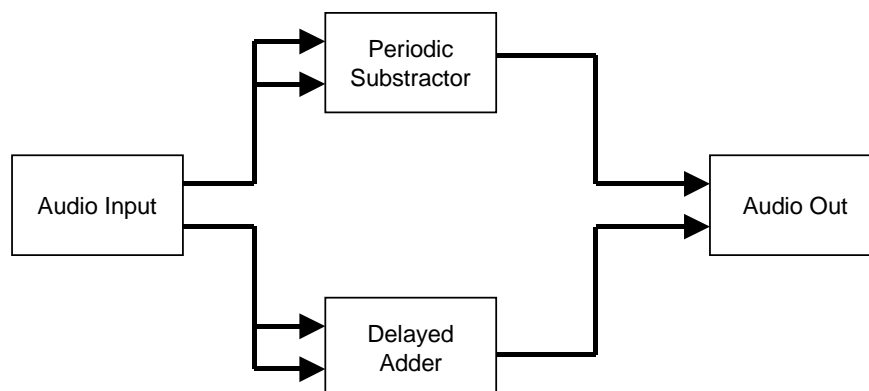 Periodic
Substractor
Audio Input
Audio Out
Delayed
Adder